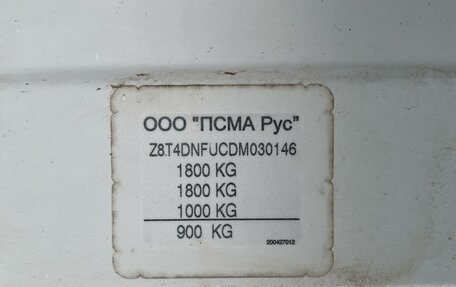 ООО "ПСМА Рус"
Z8T4DNFUCDM030146
1800 KG
1800 KG
1000 KG
900 KG
200427012